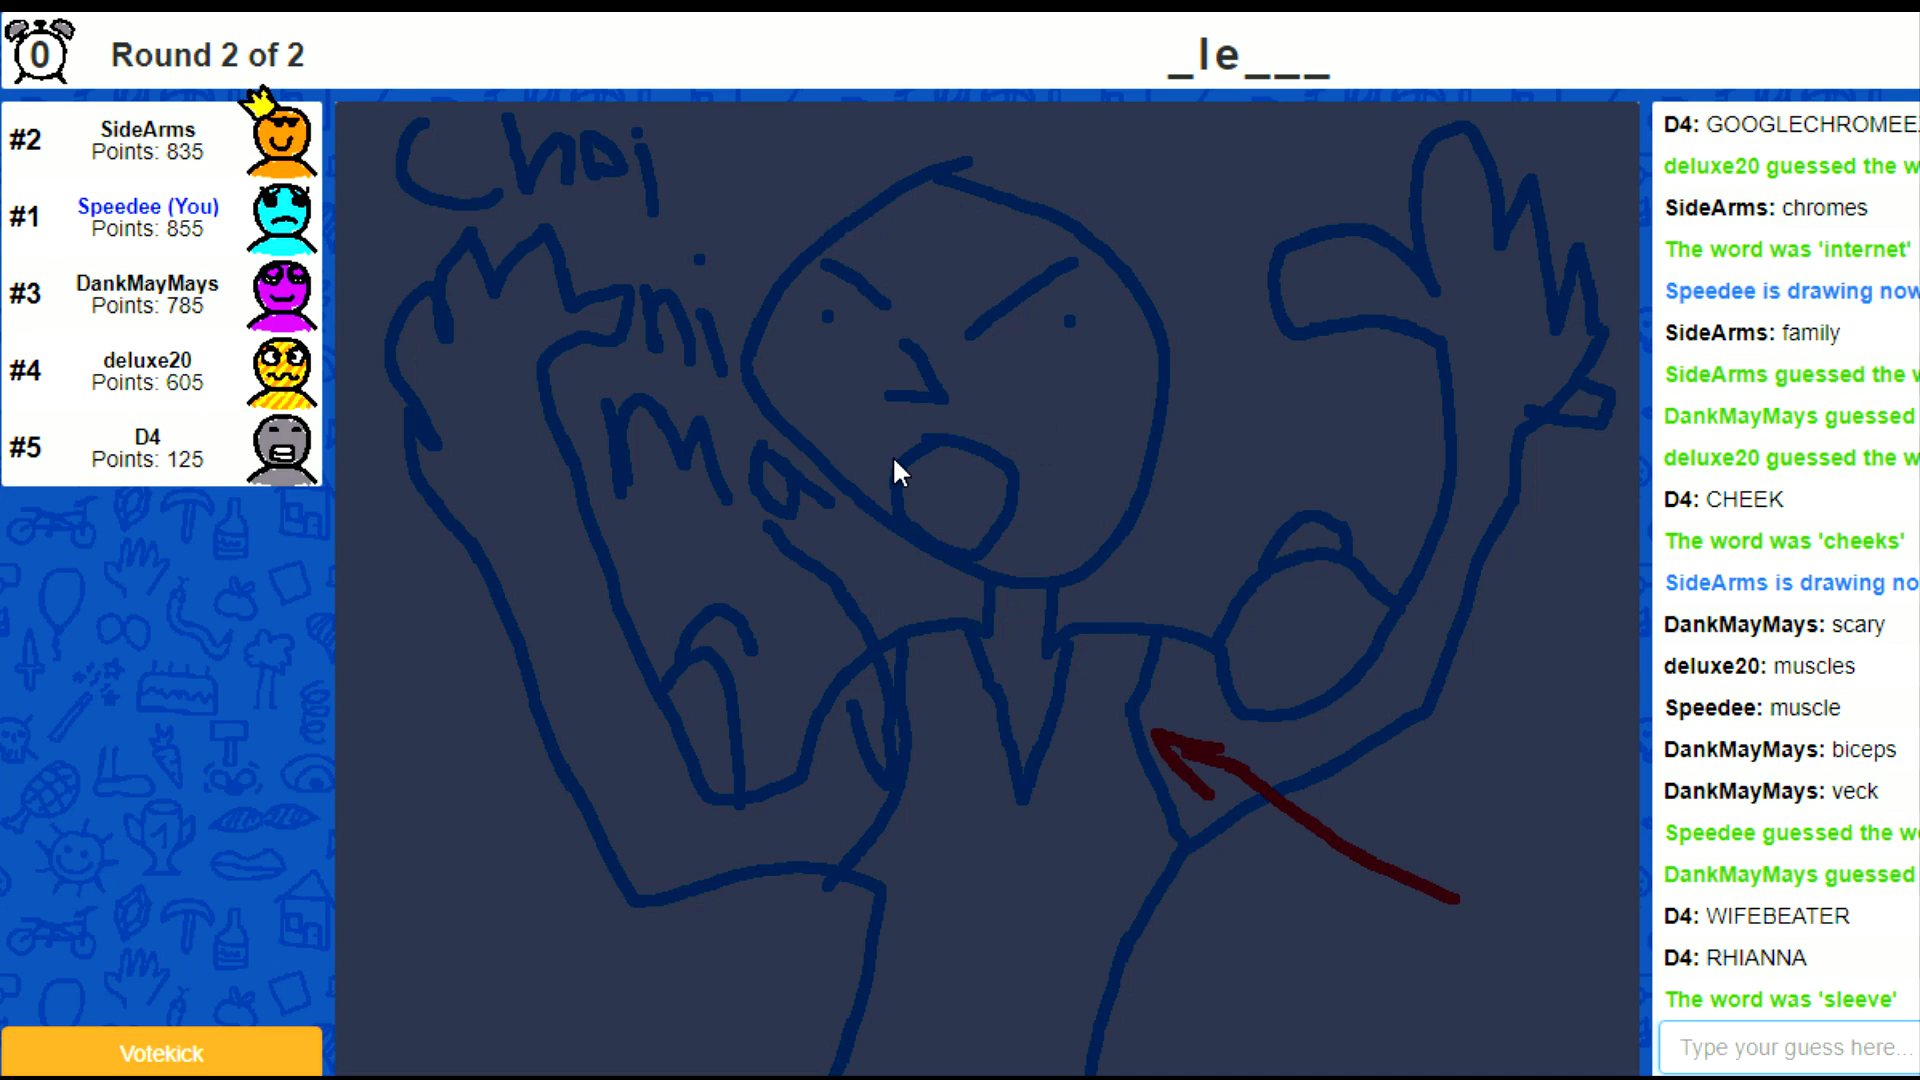 0 Round 2 of 2 _le___
#2 SideArms
Points: 835
#1 Speedee (You)
Points: 855
#3 DankMayMays
Points: 785
#4 deluxe20
Points: 605
#5 D4
Points: 125
Votekick
Choi
ni
ma
D4: GOOGLECHROMEE
deluxe20 guessed the w
SideArms: chromes
The word was 'internet'
Speedee is drawing now
SideArms: family
SideArms guessed the w
DankMayMays guessed
deluxe20 guessed the w
D4: CHEEK
The word was 'cheeks'
SideArms is drawing no
DankMayMays: scary
deluxe20: muscles
Speedee: muscle
DankMayMays: biceps
DankMayMays: veck
Speedee guessed the w
DankMayMays guessed
D4: WIFEBEATER
D4: RHIANNA
The word was 'sleeve'
Type your guess here...